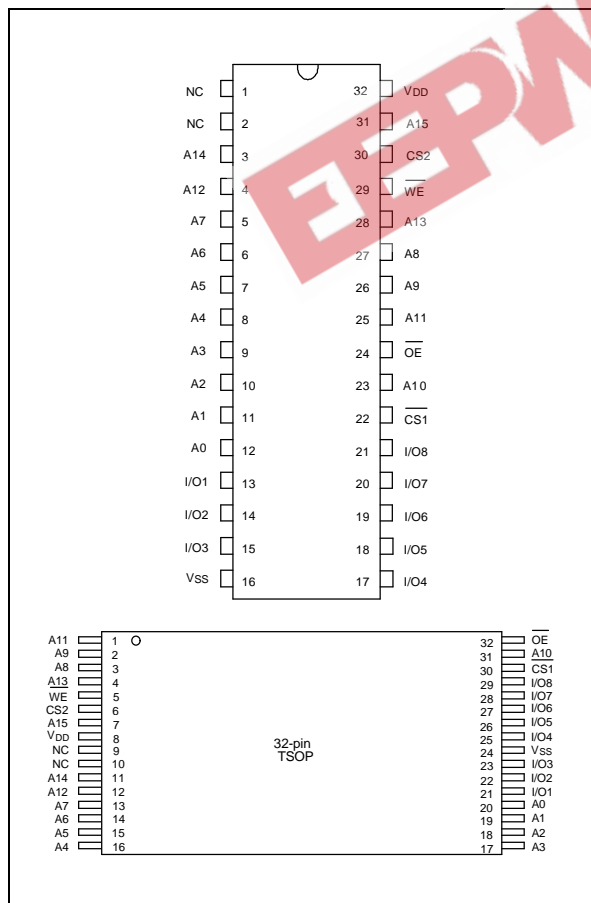 NC 1 32 VDD
NC 2 31 A15
A14 3 30 CS2
A12 4 29 W̅E̅
A7 5 28 A13
A6 6 27 A8
A5 7 26 A9
A4 8 25 A11
A3 9 24 O̅E̅
A2 10 23 A10
A1 11 22 C̅S̅1̅
A0 12 21 I/O8
I/O1 13 20 I/O7
I/O2 14 19 I/O6
I/O3 15 18 I/O5
VSS 16 17 I/O4
A11 1 32 O̅E̅
A9 2 31 A10
A8 3 30 C̅S̅1̅
A13 4 29 I/O8
W̅E̅ 5 28 I/O7
CS2 6 27 I/O6
A15 7 26 I/O5
VDD 8 25 I/O4
NC 9 24 VSS
NC 10 23 I/O3
A14 11 22 I/O2
A12 12 21 I/O1
A7 13 20 A0
A6 14 19 A1
A5 15 18 A2
A4 16 17 A3
32-pin
TSOP
EEPW